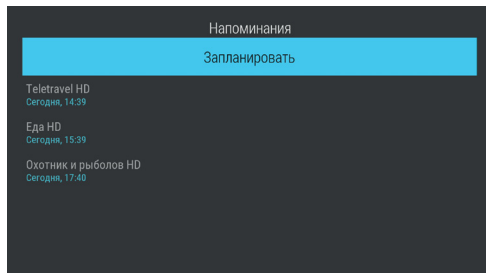 Напоминания
Запланировать
Teletravel HD
Сегодня, 14:39
Еда HD
Сегодня, 15:39
Охотник и рыболов HD
Сегодня, 17:40